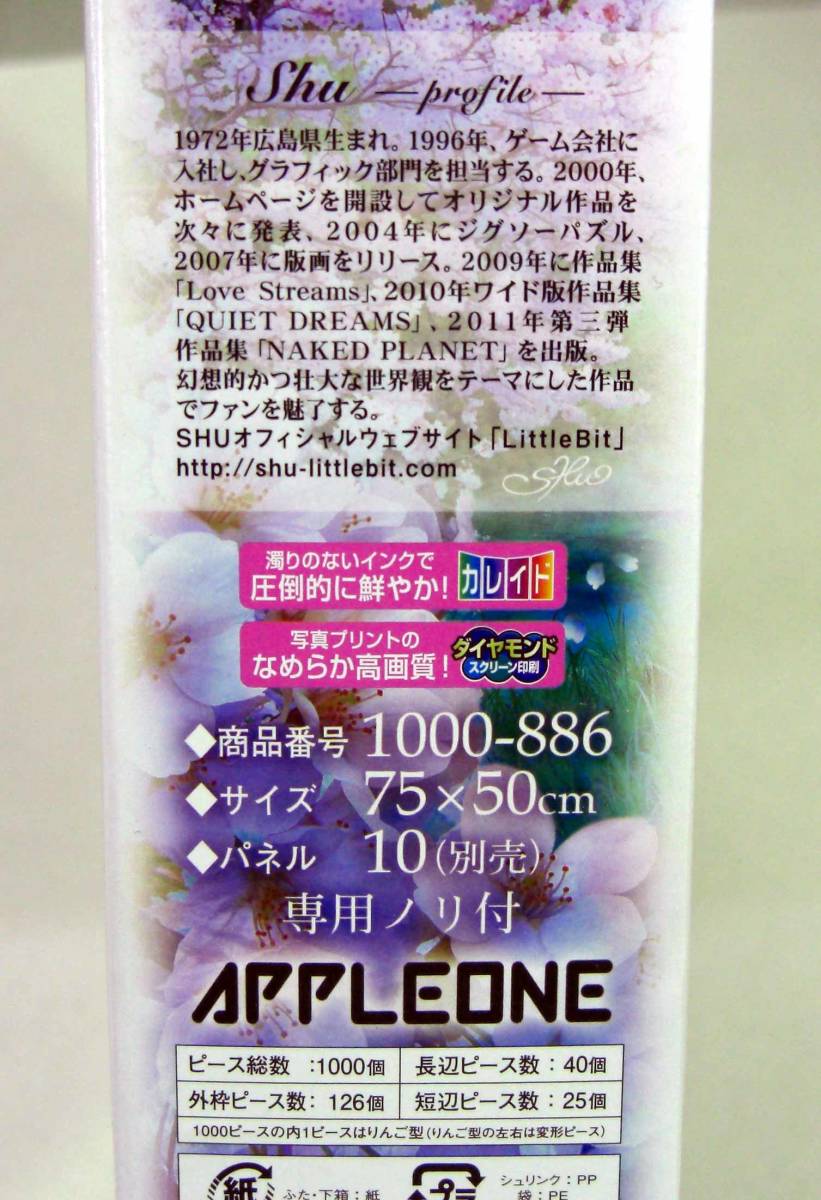 Shu —profile—
1972年広島県生まれ。1996年、ゲーム会社に
入社し、グラフィック部門を担当する。2000年、
ホームページを開設してオリジナル作品を
次々に発表、2004年にジグソーパズル、
2007年に版画をリリース。2009年に作品集
「Love Streams」、2010年ワイド版作品集
「QUIET DREAMS」、2011年第三弾
作品集「NAKED PLANET」を出版。
幻想的かつ壮大な世界観をテーマにした作品
でファンを魅了する。
SHUオフィシャルウェブサイト「LittleBit」
http://shu-littlebit.com
Shu
濁りのないインクで
圧倒的に鮮やか! カレイド
写真プリントの
なめらか高画質! ダイヤモンド
スクリーン印刷
◆商品番号 1000-886
◆サイズ 75×50cm
◆パネル 10(別売)
専用ノリ付
APPLEONE
ピース総数 :1000個 長辺ピース数:40個
外枠ピース数:126個 短辺ピース数:25個
1000ピースの内1ピースはりんご型(りんご型の左右は変形ピース)
紙 ふた・下箱:紙 プラ シュリンク:PP
袋:PE